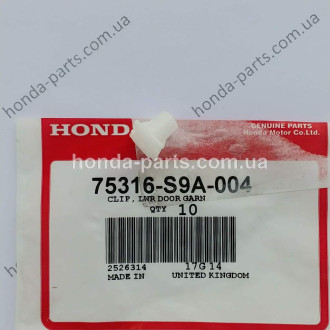 honda-parts.com.ua
GENUINE PARTS
Honda Motor Co., Ltd.
HONDA
honda-parts.com.ua
75316-S9A-004
CLIP, LWR DOOR GARN
QTY 10
2526314 17G 14
MADE IN UNITED KINGDOM
honda-parts.com.ua